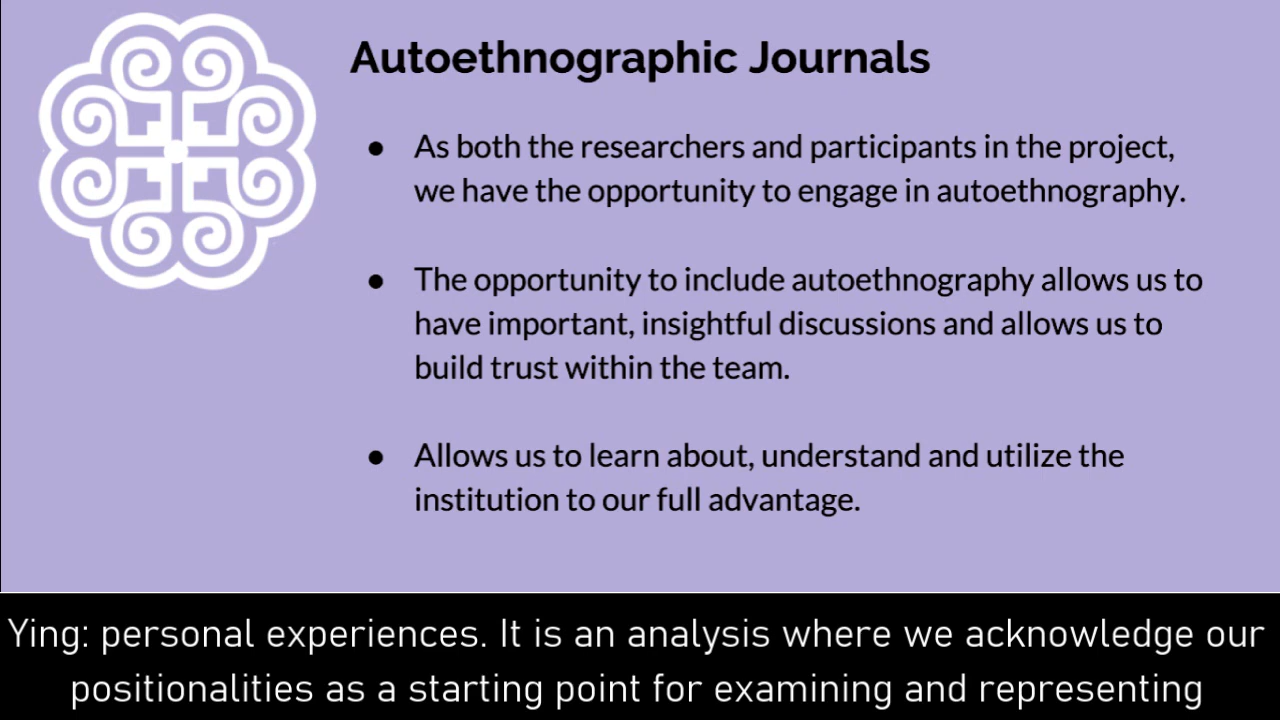 Autoethnographic Journals
● As both the researchers and participants in the project,
we have the opportunity to engage in autoethnography.
● The opportunity to include autoethnography allows us to
have important, insightful discussions and allows us to
build trust within the team.
● Allows us to learn about, understand and utilize the
institution to our full advantage.
Ying: personal experiences. It is an analysis where we acknowledge our
positionalities as a starting point for examining and representing